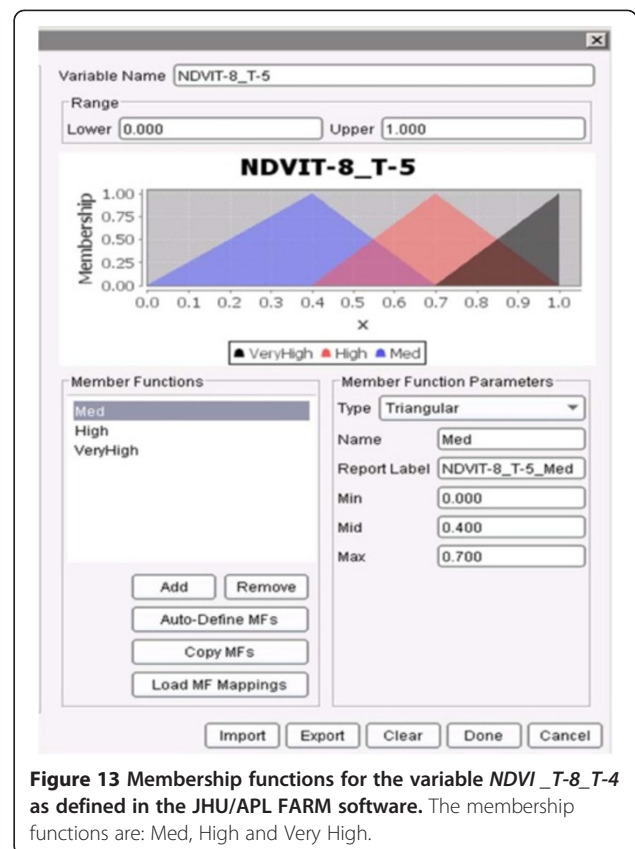 Variable Name NDVIT-8_T-5
Range
Lower 0.000 Upper 1.000
NDVIT-8_T-5
Membership
1.00
0.75
0.50
0.25
0.00
0.0 0.1 0.2 0.3 0.4 0.5 0.6 0.7 0.8 0.9 1.0
x
VeryHigh High Med
Member Functions
Med
High
VeryHigh
Add Remove
Auto-Define MFs
Copy MFs
Load MF Mappings
Member Function Parameters
Type Triangular
Name Med
Report Label NDVIT-8_T-5_Med
Min 0.000
Mid 0.400
Max 0.700
Import Export Clear Done Cancel
Figure 13 Membership functions for the variable NDVI _T-8_T-4
as defined in the JHU/APL FARM software. The membership
functions are: Med, High and Very High.